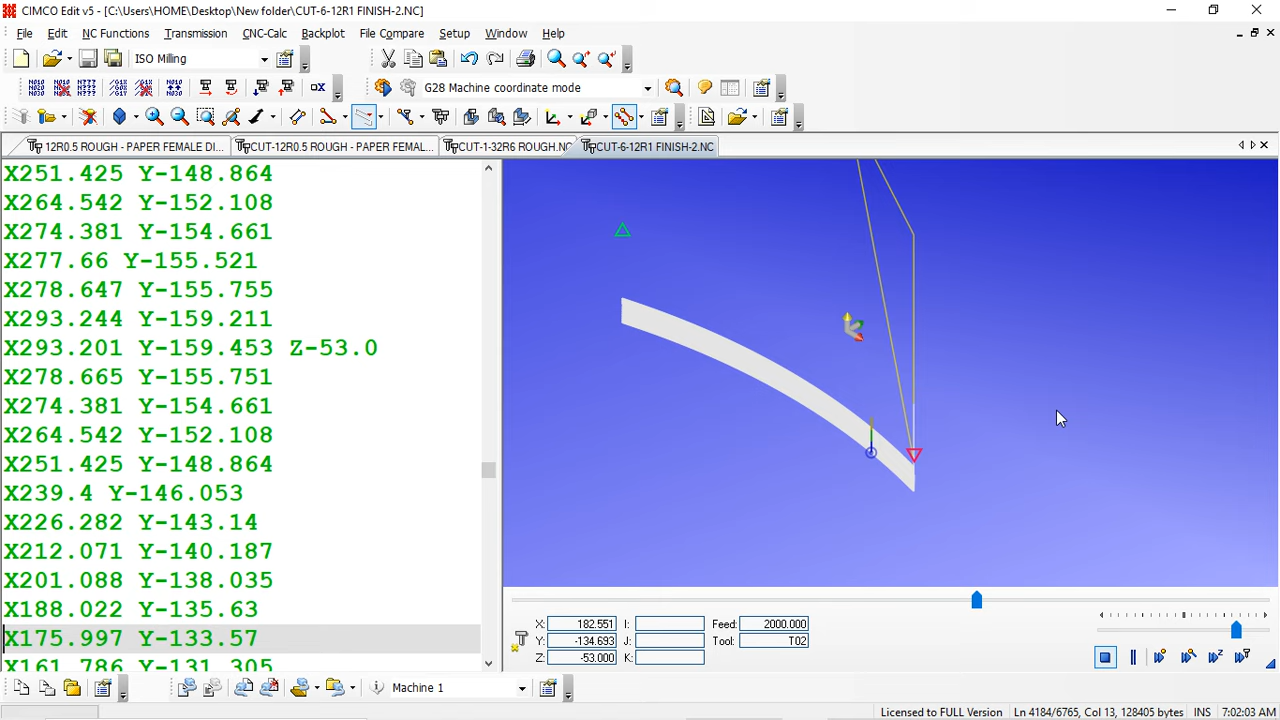 CIMCO Edit v5 - [C:\Users\HOME\Desktop\New folder\CUT-6-12R1 FINISH-2.NC]
File Edit NC Functions Transmission CNC-Calc Backplot File Compare Setup Window Help
ISO Milling
G28 Machine coordinate mode
12R0.5 ROUGH - PAPER FEMALE DI... CUT-12R0.5 ROUGH - PAPER FEMAL... CUT-1-32R6 ROUGH.NC CUT-6-12R1 FINISH-2.NC
X251.425 Y-148.864
X264.542 Y-152.108
X274.381 Y-154.661
X277.66 Y-155.521
X278.647 Y-155.755
X293.244 Y-159.211
X293.201 Y-159.453 Z-53.0
X278.665 Y-155.751
X274.381 Y-154.661
X264.542 Y-152.108
X251.425 Y-148.864
X239.4 Y-146.053
X226.282 Y-143.14
X212.071 Y-140.187
X201.088 Y-138.035
X188.022 Y-135.63
X175.997 Y-133.57
X161.786 Y-131.305
X: 182.551 I: Feed: 2000.000
Y: -134.693 J: Tool: T02
Z: -53.000 K:
Machine 1
Licensed to FULL Version Ln 4184/6765, Col 13, 128405 bytes INS 7:02:03 AM